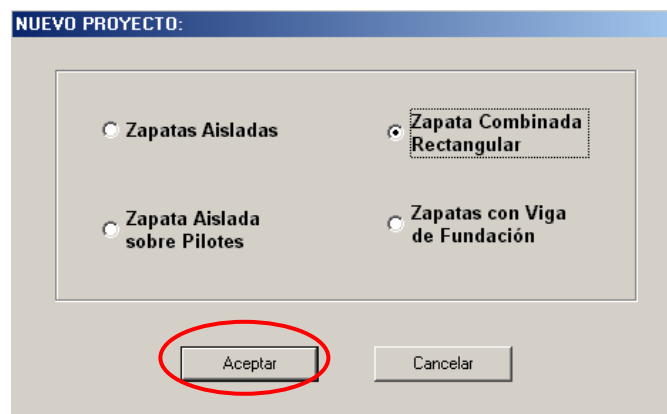 NUEVO PROYECTO:
Zapatas Aisladas
Zapata Combinada
Rectangular
Zapata Aislada
sobre Pilotes
Zapatas con Viga
de Fundación
Aceptar
Cancelar